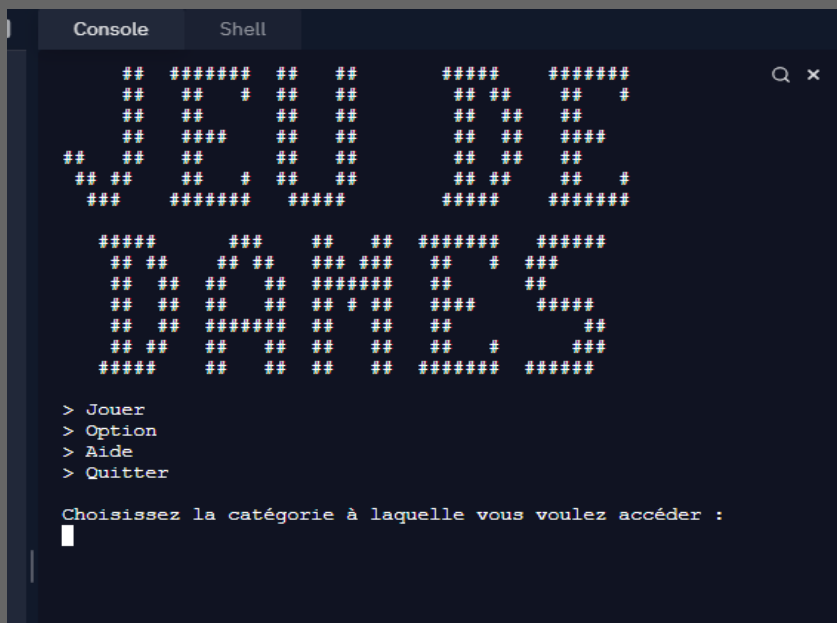 Console Shell
JEU DE
DAMES
> Jouer
> Option
> Aide
> Quitter
Choisissez la catégorie à laquelle vous voulez accéder :